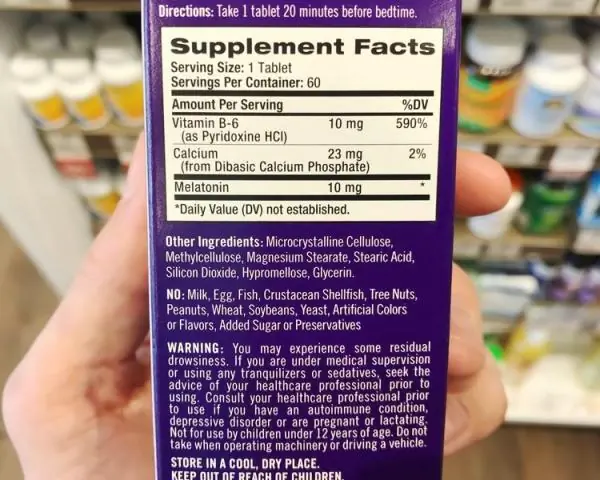 Directions: Take 1 tablet 20 minutes before bedtime.
Supplement Facts
Serving Size: 1 Tablet
Servings Per Container: 60
Amount Per Serving %DV
Vitamin B-6 10 mg 590%
(as Pyridoxine HCl)
Calcium 23 mg 2%
(from Dibasic Calcium Phosphate)
Melatonin 10 mg *
*Daily Value (DV) not established.
Other Ingredients: Microcrystalline Cellulose,
Methylcellulose, Magnesium Stearate, Stearic Acid,
Silicon Dioxide, Hypromellose, Glycerin.
NO: Milk, Egg, Fish, Crustacean Shellfish, Tree Nuts,
Peanuts, Wheat, Soybeans, Yeast, Artificial Colors
or Flavors, Added Sugar or Preservatives
WARNING: You may experience some residual
drowsiness. If you are under medical supervision
or using any tranquilizers or sedatives, seek the
advice of your healthcare professional prior to
using. Consult your healthcare professional prior
to use if you have an autoimmune condition,
depressive disorder or are pregnant or lactating.
Not for use by children under 12 years of age. Do not
take when operating machinery or driving a vehicle.
STORE IN A COOL, DRY PLACE.
KEEP OUT OF REACH OF CHILDREN.